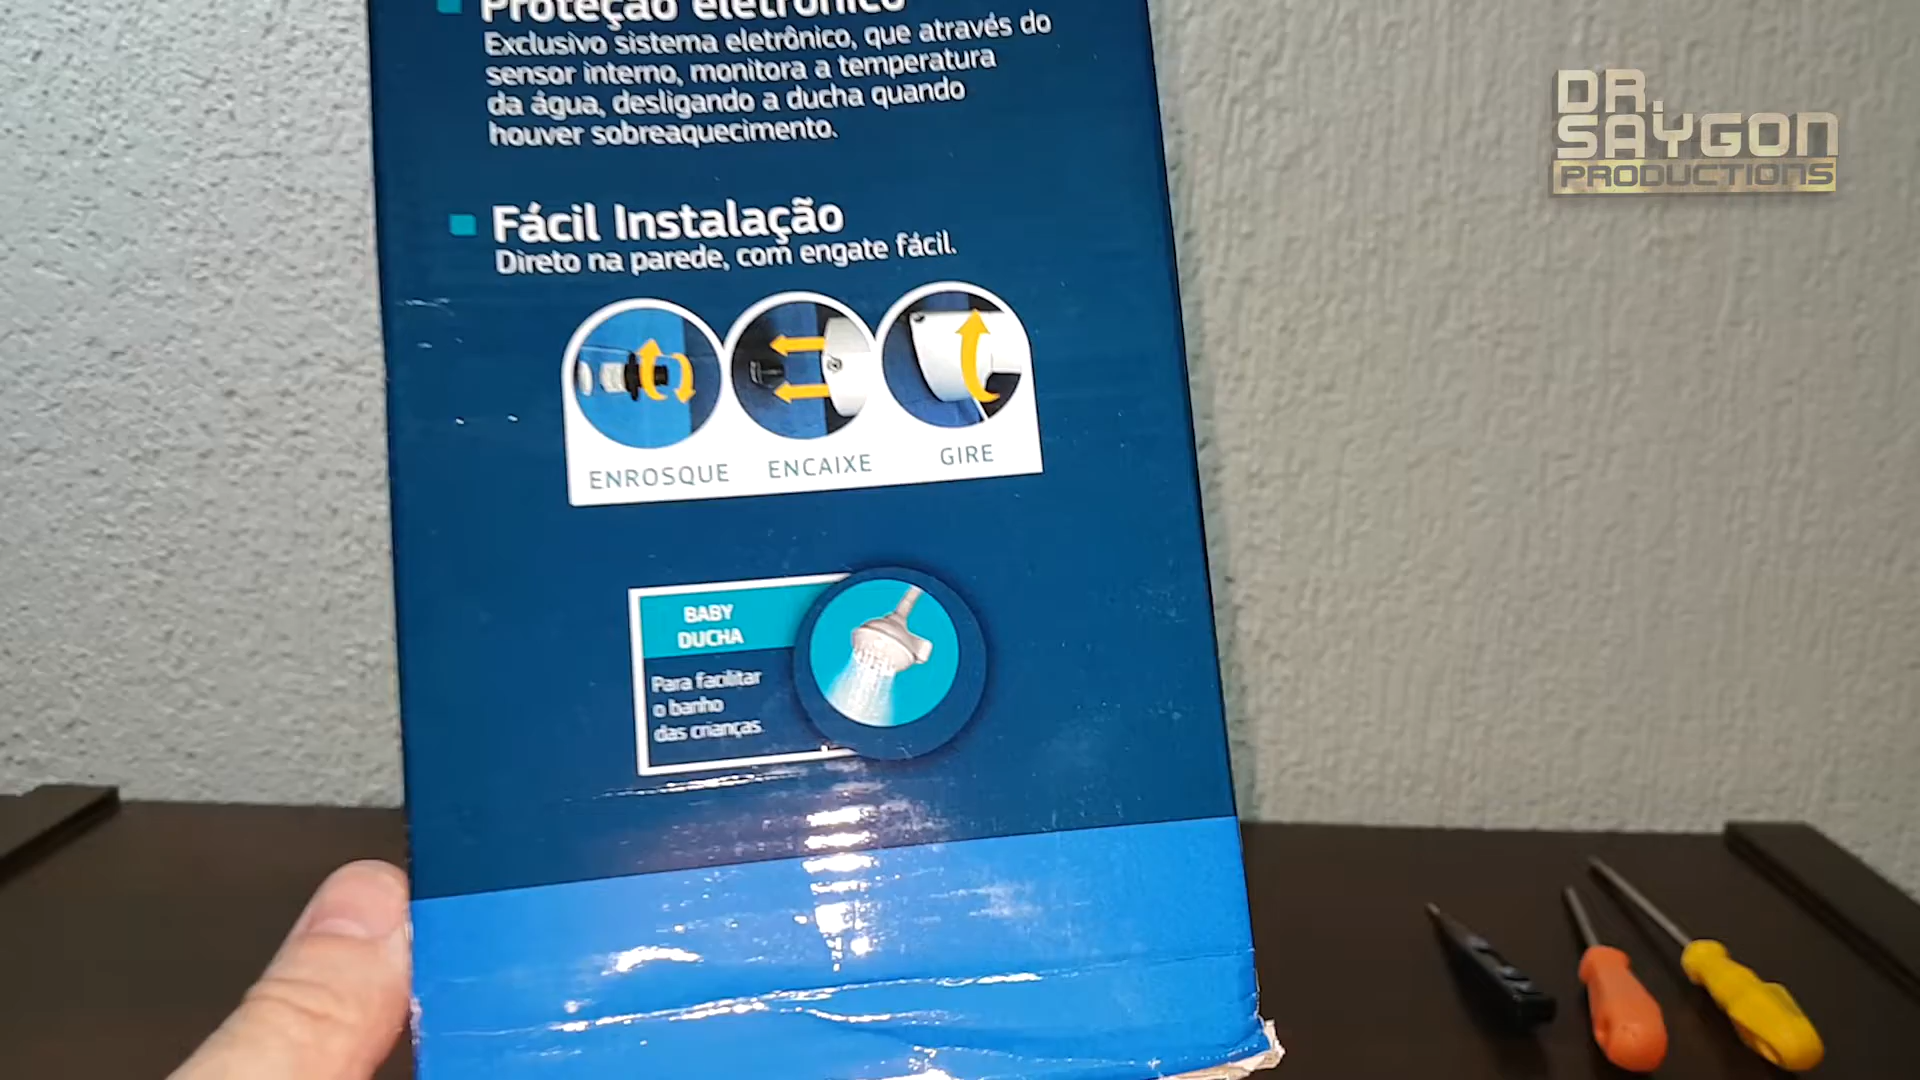 Proteção eletrônico
Exclusivo sistema eletrônico, que através do
sensor interno, monitora a temperatura
da água, desligando a ducha quando
houver sobreaquecimento.
Fácil Instalação
Direto na parede, com engate fácil.
ENROSQUE ENCAIXE GIRE
BABY
DUCHA
Para facilitar
o banho
das crianças
DR.
SAYGON
PRODUCTIONS